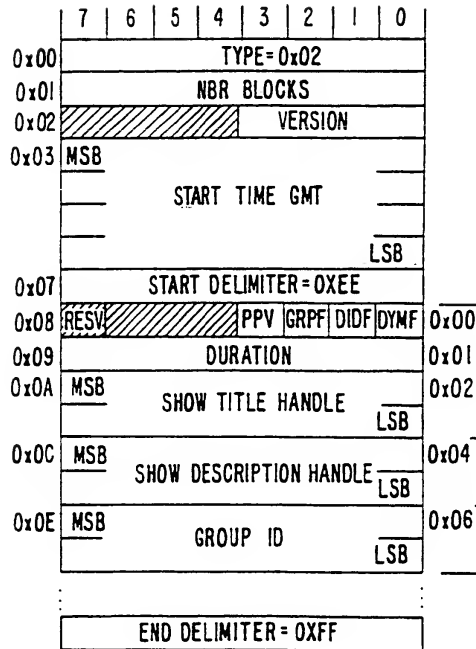 7 6 5 4 3 2 1 0
0x00 TYPE=0x02
0x01 NBR BLOCKS
0x02 VERSION
0x03 MSB
START TIME GMT
LSB
0x07 START DELIMITER=0XEE
0x08 RESV PPV GRPF DIDF DYMF 0x00
0x09 DURATION 0x01
0x0A MSB 0x02
SHOW TITLE HANDLE
LSB
0x0C MSB 0x04
SHOW DESCRIPTION HANDLE
LSB
0x0E MSB 0x06
GROUP ID
LSB
END DELIMITER=0XFF